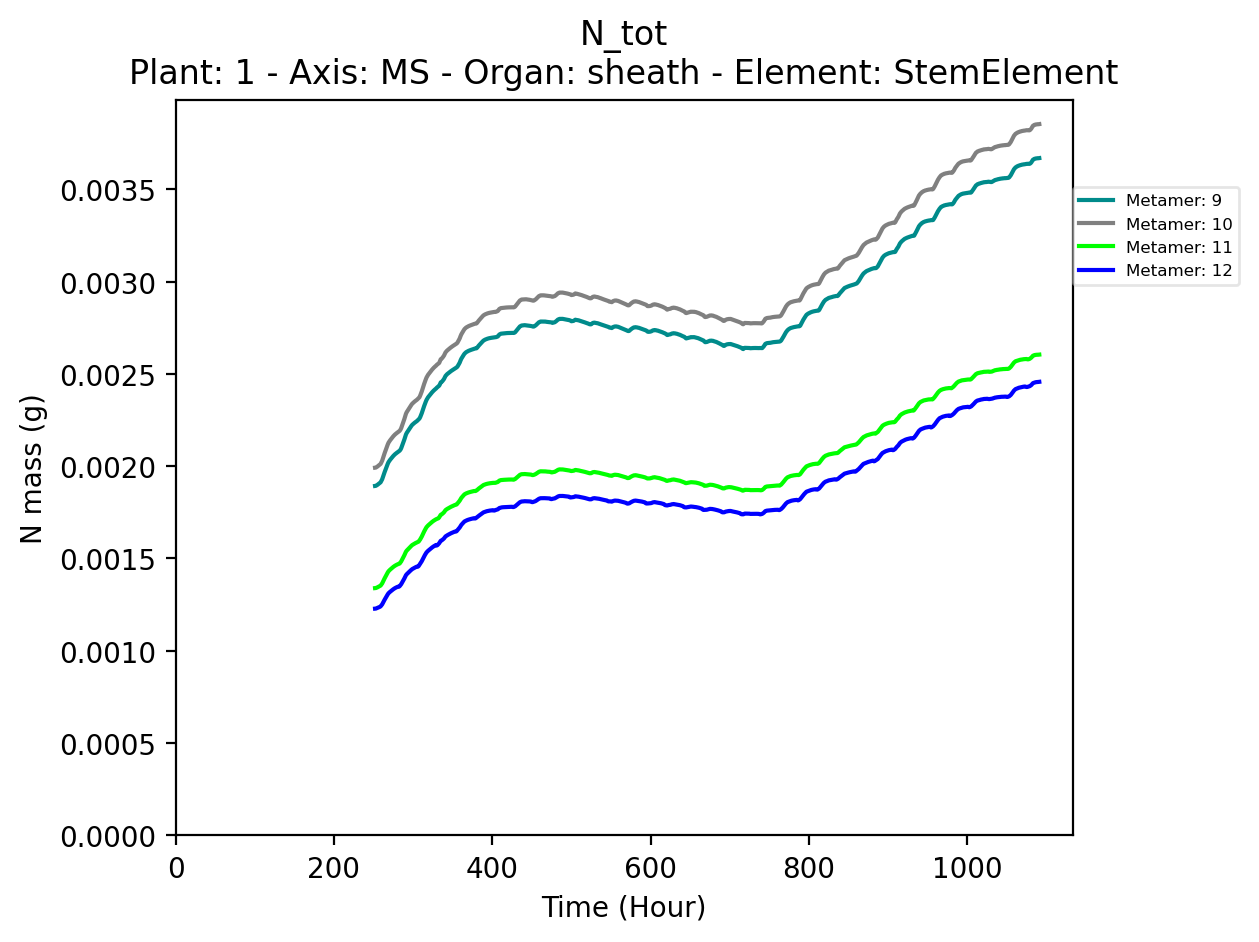 N_tot
Plant: 1 - Axis: MS - Organ: sheath - Element: StemElement
0.0035
0.0030
0.0025
0.0020
0.0015
0.0010
0.0005
0.0000
N mass (g)
0 200 400 600 800 1000
Time (Hour)
Metamer: 9
Metamer: 10
Metamer: 11
Metamer: 12